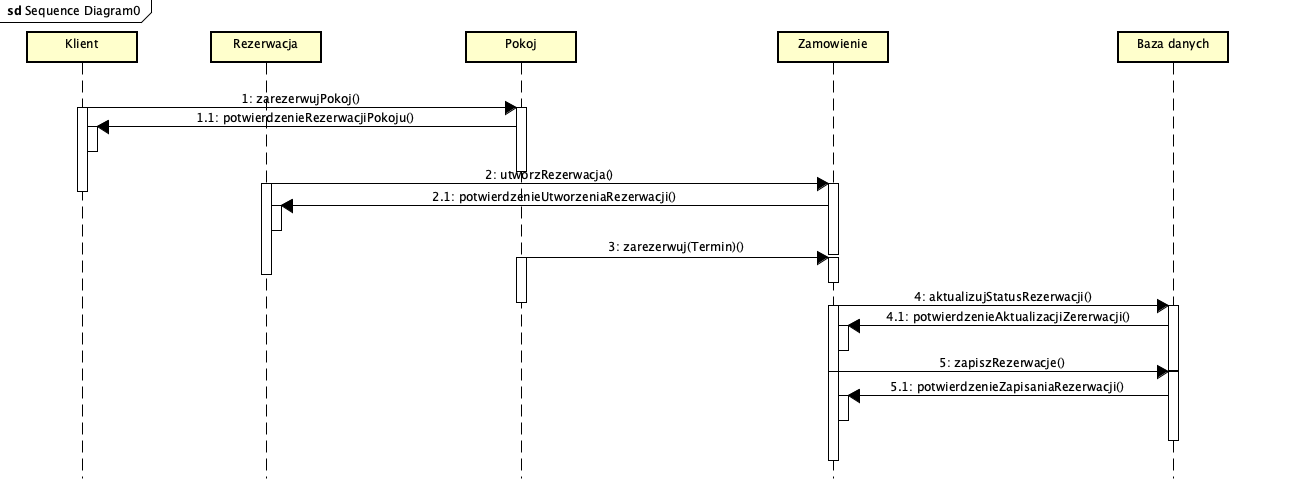 sd Sequence Diagram0
Klient
Rezerwacja
Pokoj
Zamowienie
Baza danych
1: zarezerwujPokoj()
1.1: potwierdzenieRezerwacjiPokoju()
2: utworzRezerwacja()
2.1: potwierdzenieUtworzeniaRezerwacji()
3: zarezerwuj(Termin)()
4: aktualizujStatusRezerwacji()
4.1: potwierdzenieAktualizacjiZererwacji()
5: zapiszRezerwacje()
5.1: potwierdzenieZapisaniaRezerwacji()